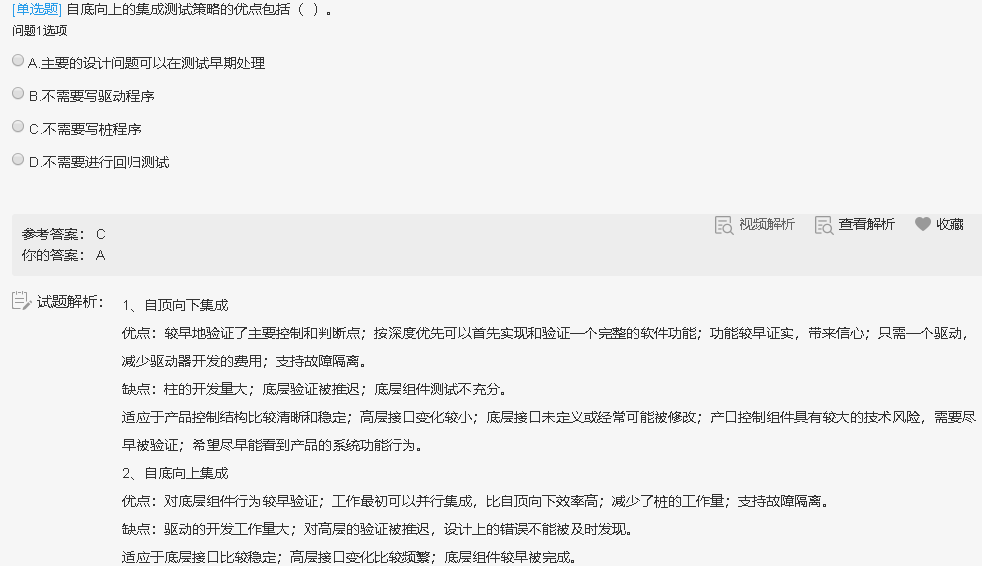 [单选题] 自底向上的集成测试策略的优点包括（ ）。
问题1选项
A.主要的设计问题可以在测试早期处理
B.不需要写驱动程序
C.不需要写桩程序
D.不需要进行回归测试
视频解析 查看解析 收藏
参考答案： C
你的答案： A
试题解析： 1、自顶向下集成
优点：较早地验证了主要控制和判断点；按深度优先可以首先实现和验证一个完整的软件功能；功能较早证实，带来信心；只需一个驱动，
减少驱动器开发的费用；支持故障隔离。
缺点：柱的开发量大；底层验证被推迟；底层组件测试不充分。
适应于产品控制结构比较清晰和稳定；高层接口变化较小；底层接口未定义或经常可能被修改；产口控制组件具有较大的技术风险，需要尽
早被验证；希望尽早能看到产品的系统功能行为。
2、自底向上集成
优点：对底层组件行为较早验证；工作最初可以并行集成，比自顶向下效率高；减少了桩的工作量；支持故障隔离。
缺点：驱动的开发工作量大；对高层的验证被推迟，设计上的错误不能被及时发现。
适应于底层接口比较稳定；高层接口变化比较频繁；底层组件较早被完成。